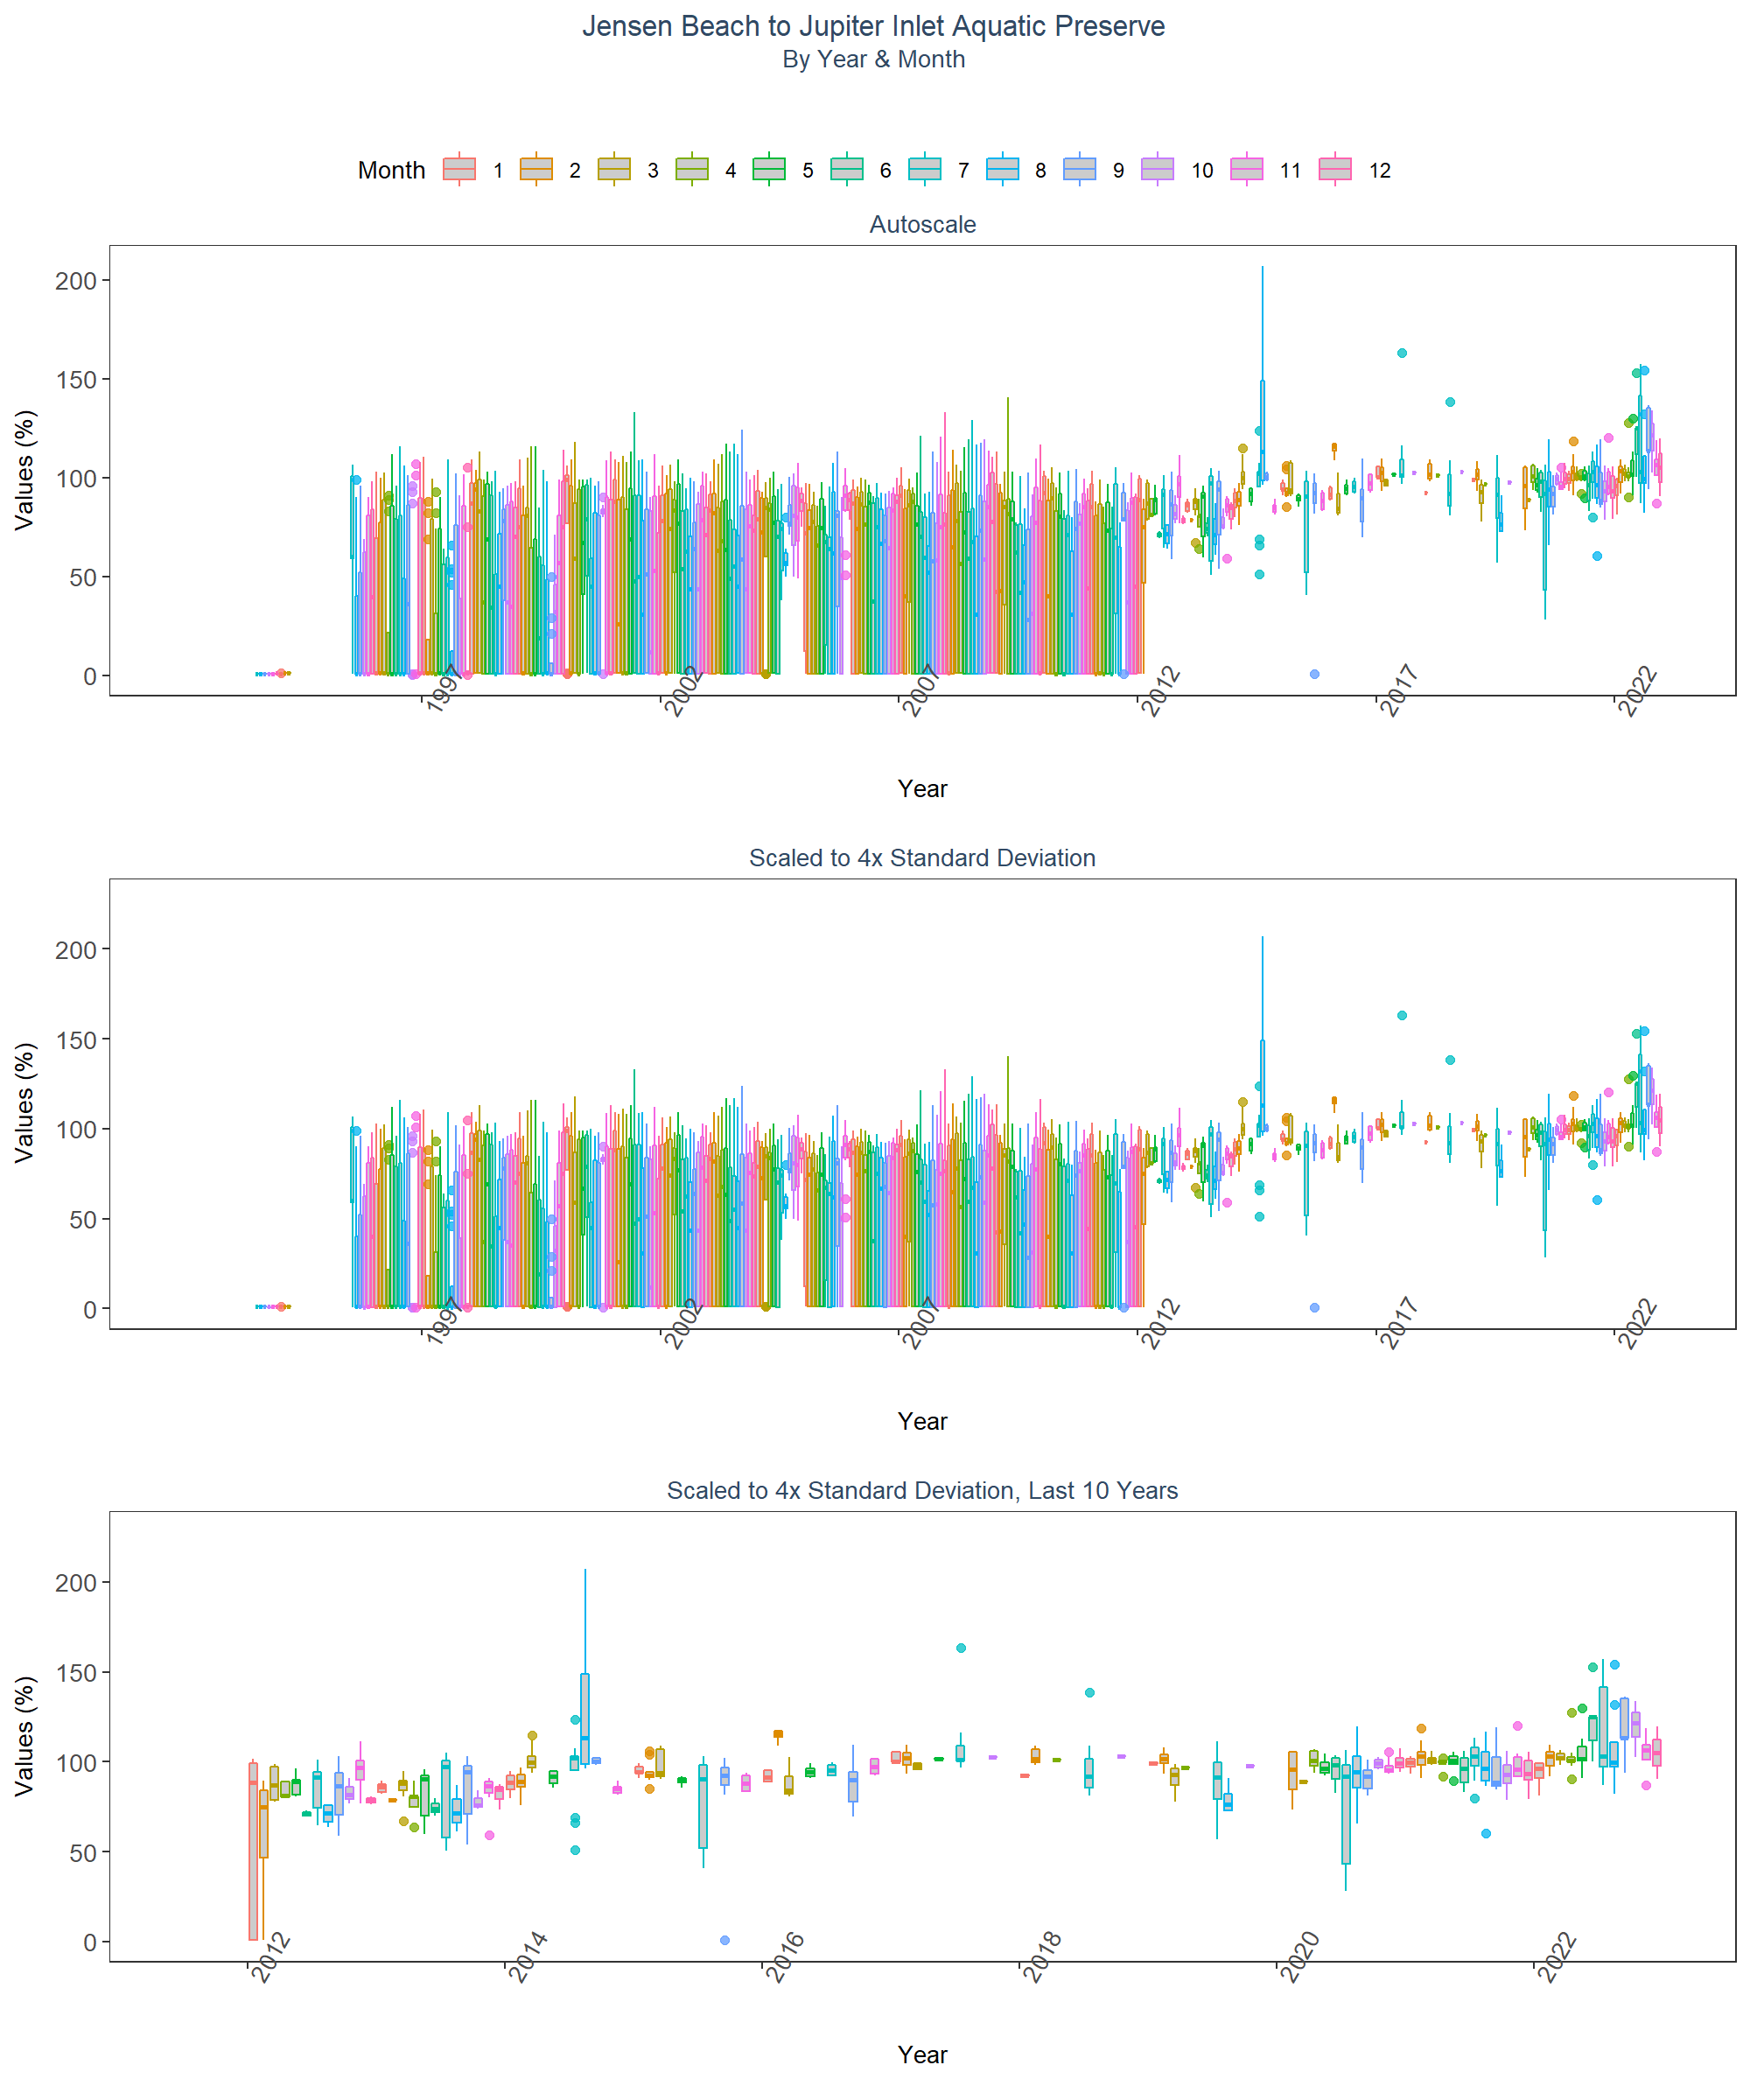 Jensen Beach to Jupiter Inlet Aquatic Preserve
By Year & Month
Month 1 2 3 4 5 6 7 8 9 10 11 12
Autoscale
Values (%)
200
150
100
50
0
1997 2002 2007 2012 2017 2022
Year
Scaled to 4x Standard Deviation
Values (%)
200
150
100
50
0
1997 2002 2007 2012 2017 2022
Year
Scaled to 4x Standard Deviation, Last 10 Years
Values (%)
200
150
100
50
0
2012 2014 2016 2018 2020 2022
Year